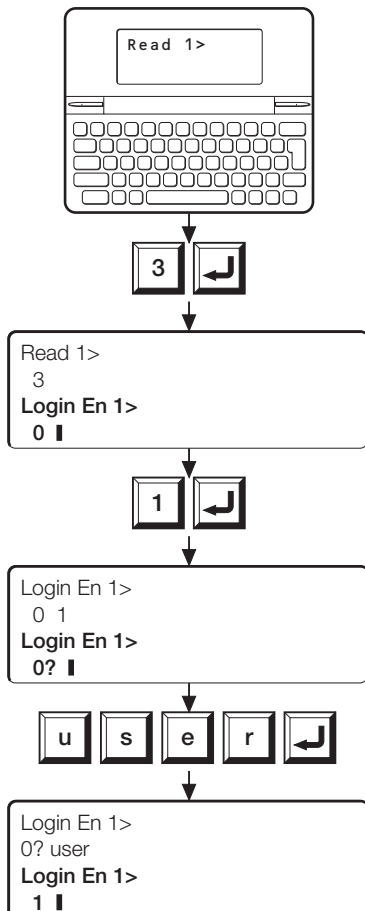 Read 1>
3
Read 1>
3
Login En 1>
0
1
Login En 1>
0 1
Login En 1>
0?
u s e r
Login En 1>
0? user
Login En 1>
1